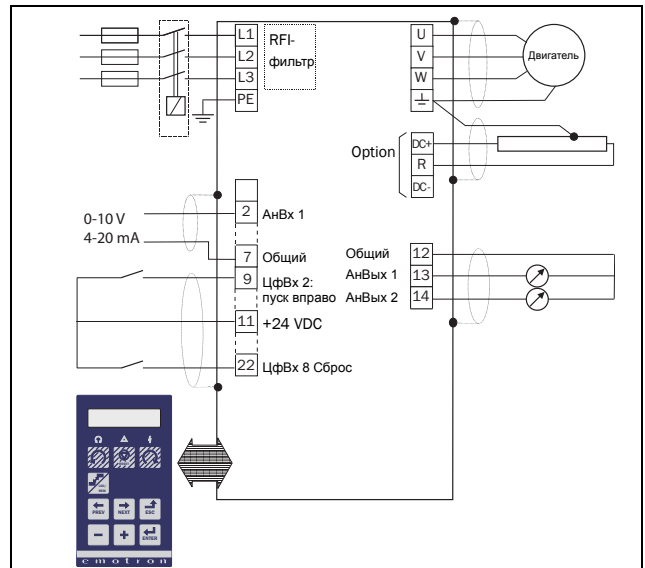 L1
L2
L3
PE
RFI-
фильтр
U
V
W
Двигатель
Option
DC+
R
DC-
0-10 V
4-20 mA
2 АнВх 1
7 Общий
9 ЦфВх 2:
пуск вправо
11 +24 VDC
22 ЦфВх 8 Сброс
Общий 12
АнВых 1 13
АнВых 2 14
PREV
NEXT
ESC
ENTER
emotron